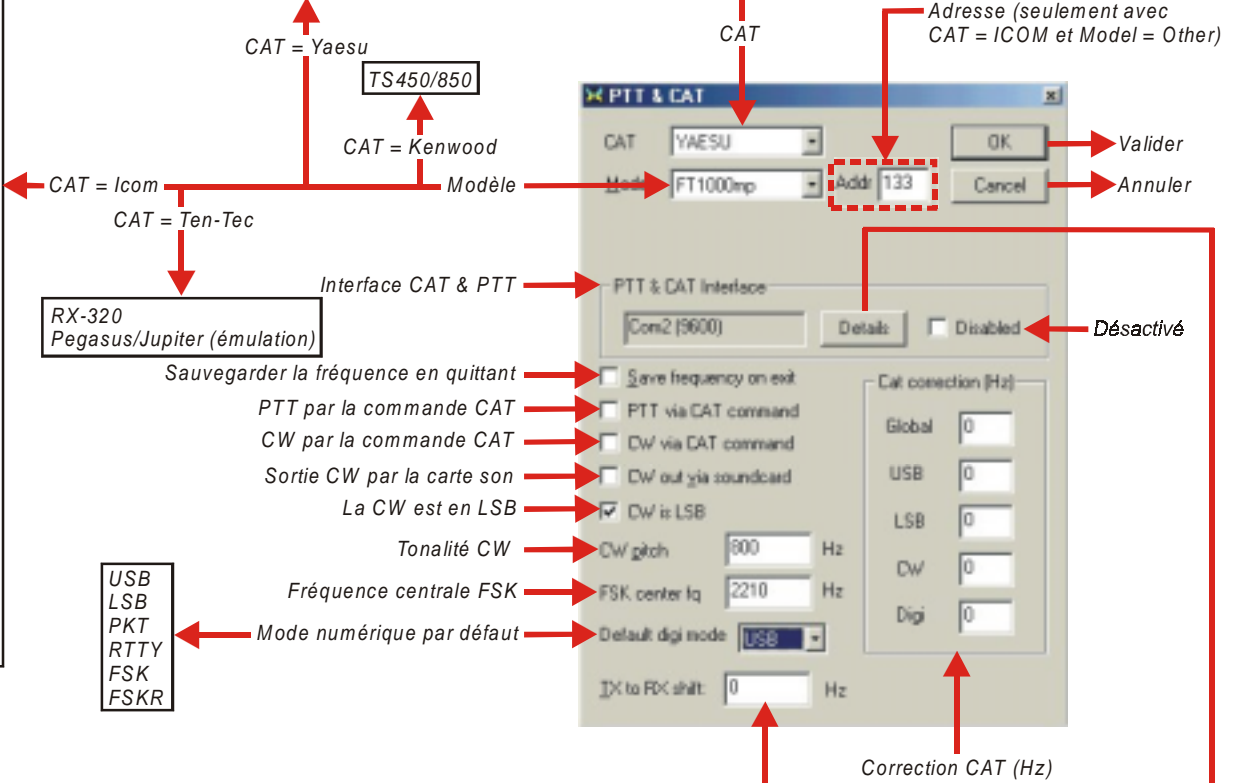 Adresse (seulement avec
CAT = ICOM et Model = Other)
CAT = Yaesu
CAT
TS450/850
PTT & CAT
CAT YAESU OK
Valider
CAT = Kenwood
CAT = Icom
Modèle
FT1000mp Addr 133 Cancel
Annuler
CAT = Ten-Tec
Interface CAT & PTT
PTT & CAT Interface
RX-320
Pegasus/Jupiter (émulation)
Com2 (9600) Details Disabled
Désactivé
Sauvegarder la fréquence en quittant
Save frequency on exit
Cat correction (Hz)
PTT par la commande CAT
PTT via CAT command
Global 0
CW par la commande CAT
CW via CAT command
Sortie CW par la carte son
CW out via soundcard
USB 0
La CW est en LSB
CW is LSB
LSB 0
Tonalité CW
CW pitch 800 Hz
CW 0
Fréquence centrale FSK
FSK center fq 2210 Hz
Digi 0
Mode numérique par défaut
Default digi mode USB
USB
LSB
PKT
RTTY
FSK
FSKR
TX to RX shift: 0 Hz
Correction CAT (Hz)